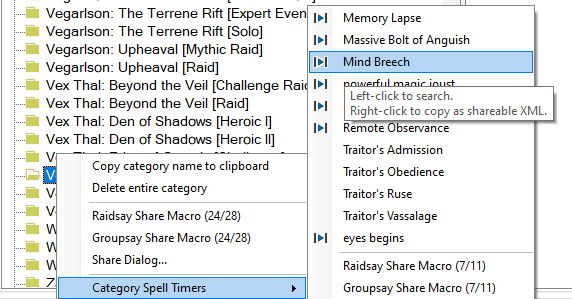 Vegarlson: The Terrene Rift [Expert Even
Vegarlson: The Terrene Rift [Solo]
Vegarlson: Upheaval [Mythic Raid]
Vegarlson: Upheaval [Raid]
Vex Thal: Beyond the Veil [Challenge Raid
Vex Thal: Beyond the Veil [Raid]
Vex Thal: Den of Shadows [Heroic I]
Vex Thal: Den of Shadows [Heroic II]
Copy category name to clipboard
Delete entire category
Raidsay Share Macro (24/28)
Groupsay Share Macro (24/28)
Share Dialog...
Category Spell Timers
Memory Lapse
Massive Bolt of Anguish
Mind Breech
powerful magic joust
Left-click to search.
Right-click to copy as shareable XML.
Remote Observance
Traitor's Admission
Traitor's Obedience
Traitor's Ruse
Traitor's Vassalage
eyes begins
Raidsay Share Macro (7/11)
Groupsay Share Macro (7/11)